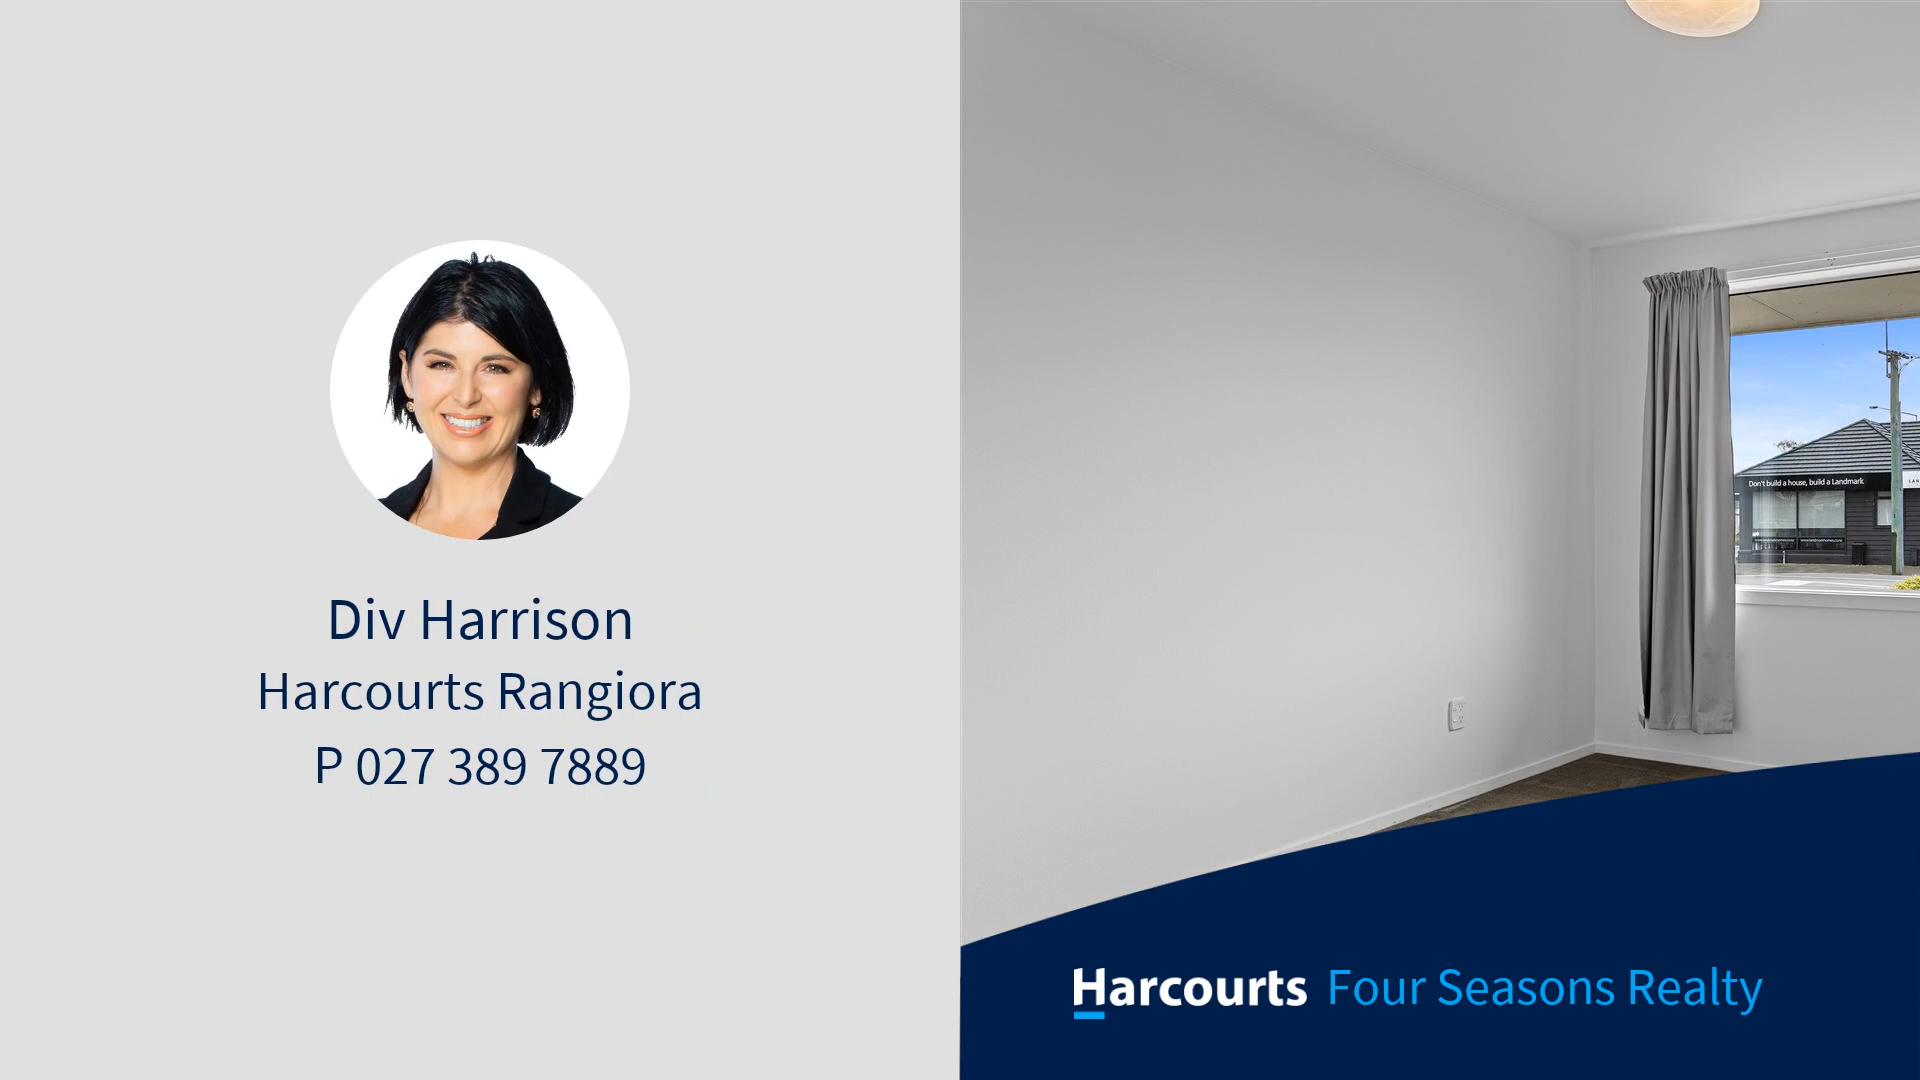 Div Harrison
Harcourts Rangiora
P 027 389 7889
Don't build a house, build a Landmark
Harcourts Four Seasons Realty